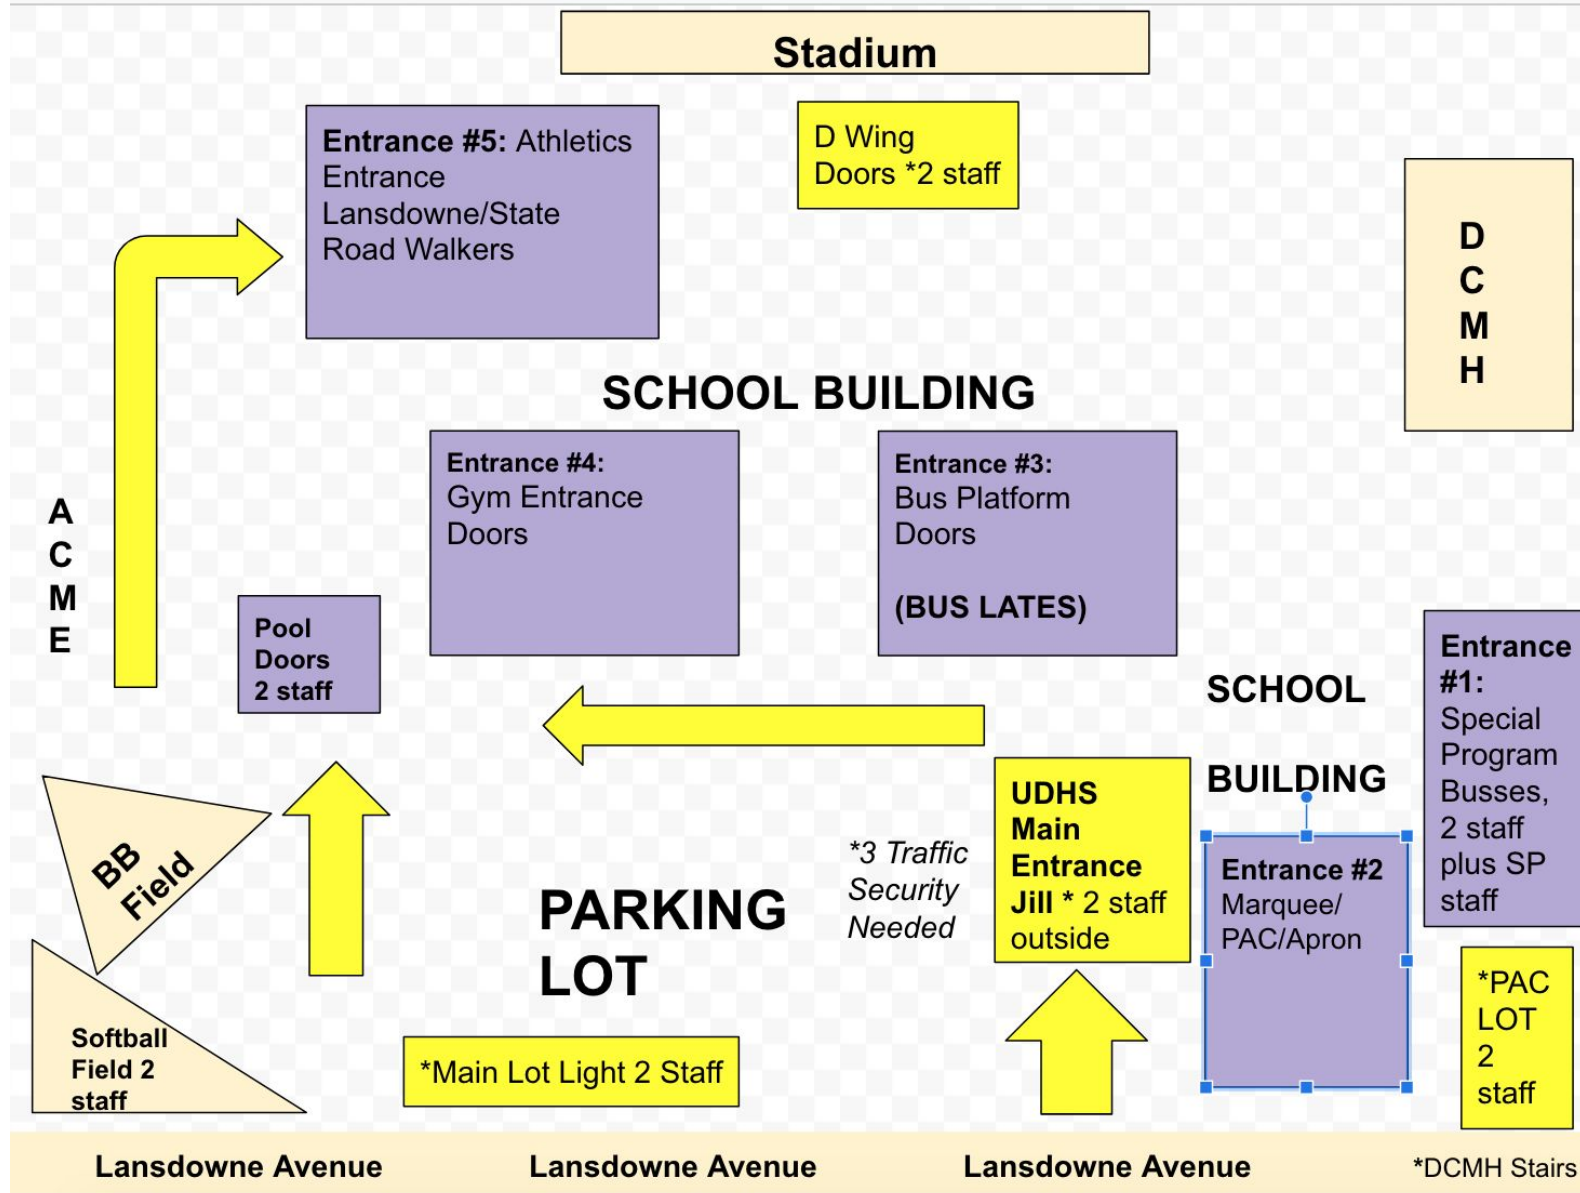 Stadium
Entrance #5: Athletics
Entrance
Lansdowne/State
Road Walkers
D Wing
Doors *2 staff
D
C
M
H
SCHOOL BUILDING
Entrance #4:
Gym Entrance
Doors
Entrance #3:
Bus Platform
Doors
(BUS LATES)
A
C
M
E
Pool
Doors
2 staff
SCHOOL
BUILDING
Entrance
#1:
Special
Program
Busses,
2 staff
plus SP
staff
UDHS
Main
Entrance
Jill * 2 staff
outside
*3 Traffic
Security
Needed
Entrance #2
Marquee/
PAC/Apron
BB
Field
PARKING
LOT
Softball
Field 2
staff
*Main Lot Light 2 Staff
*PAC
LOT
2
staff
Lansdowne Avenue
Lansdowne Avenue
Lansdowne Avenue
*DCMH Stairs